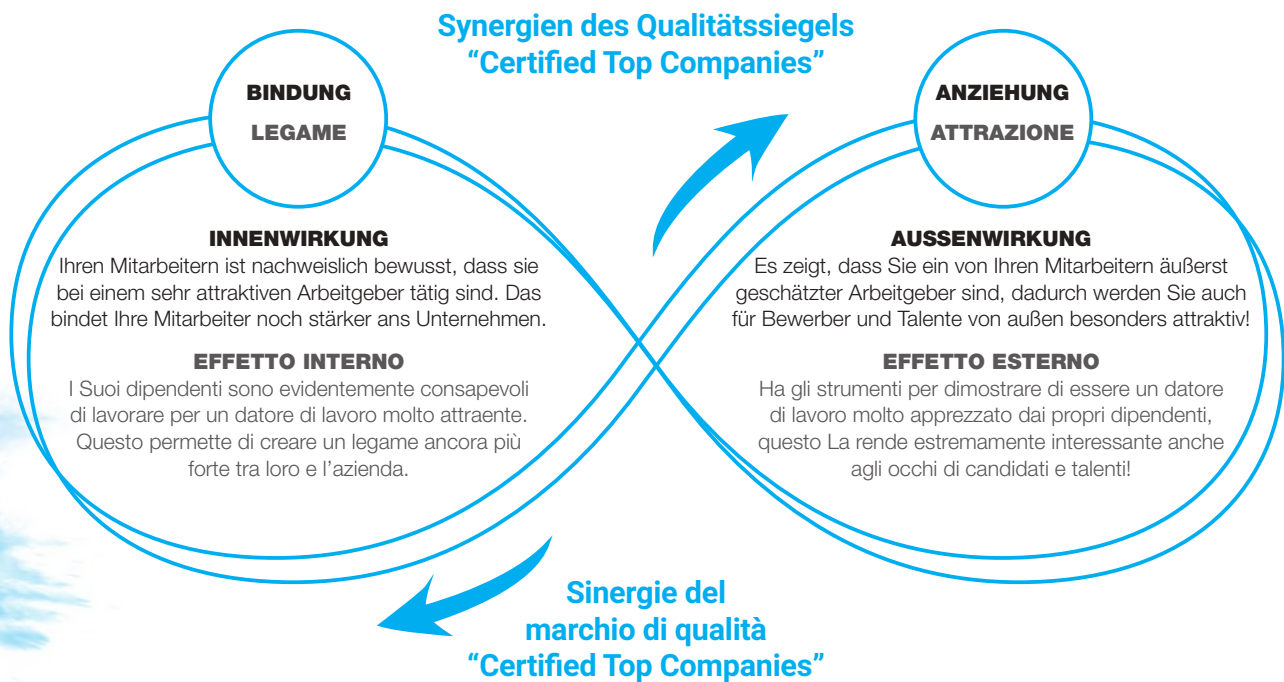 Synergien des Qualitätssiegels
“Certified Top Companies”
BINDUNG
LEGAME
INNENWIRKUNG
Ihren Mitarbeitern ist nachweislich bewusst, dass sie
bei einem sehr attraktiven Arbeitgeber tätig sind. Das
bindet Ihre Mitarbeiter noch stärker ans Unternehmen.
EFFETTO INTERNO
I Suoi dipendenti sono evidentemente consapevoli
di lavorare per un datore di lavoro molto attraente.
Questo permette di creare un legame ancora più
forte tra loro e l’azienda.
ANZIEHUNG
ATTRAZIONE
AUSSENWIRKUNG
Es zeigt, dass Sie ein von Ihren Mitarbeitern äußerst
geschätzter Arbeitgeber sind, dadurch werden Sie auch
für Bewerber und Talente von außen besonders attraktiv!
EFFETTO ESTERNO
Ha gli strumenti per dimostrare di essere un datore
di lavoro molto apprezzato dai propri dipendenti,
questo La rende estremamente interessante anche
agli occhi di candidati e talenti!
Sinergie del
marchio di qualità
“Certified Top Companies”